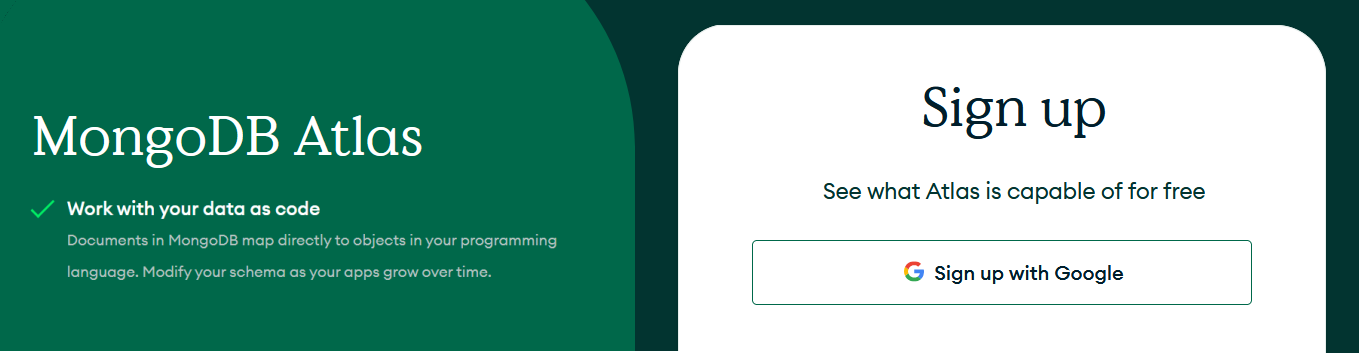 MongoDB Atlas
Work with your data as code
Documents in MongoDB map directly to objects in your programming
language. Modify your schema as your apps grow over time.
Sign up
See what Atlas is capable of for free
Sign up with Google